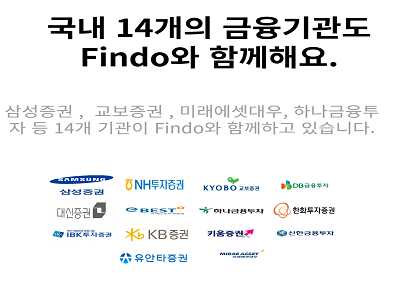 국내 14개의 금융기관도
Findo와 함께해요.
삼성증권 , 교보증권 , 미래에셋대우, 하나금융투
자 등 14개 기관이 Findo와 함께하고 있습니다.
SAMSUNG
삼성증권
NH투자증권
KYOBO 교보증권
DB금융투자
대신증권
eBEST
하나금융투자
한화투자증권
IBK투자증권
KB증권
키움증권
신한금융투자
유안타증권
MIRAE ASSET